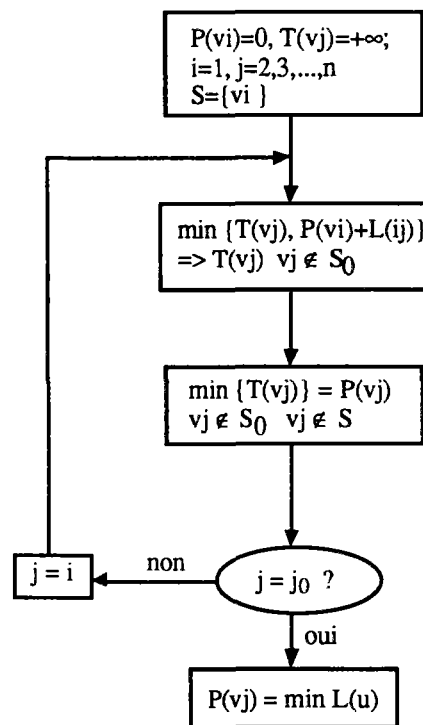 P(vi)=0, T(vj)=+∞;
i=1, j=2,3,...,n
S={vi }
min {T(vj), P(vi)+L(ij)}
=> T(vj) vj ∉ S0
min {T(vj)} = P(vj)
vj ∉ S0 vj ∉ S
j = i
non
j = j0 ?
oui
P(vj) = min L(u)